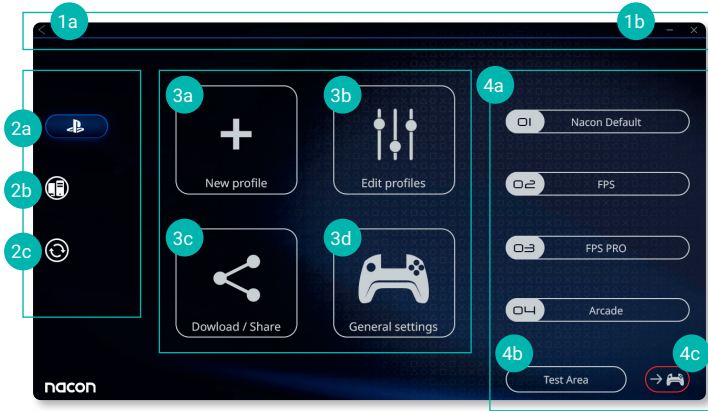 1a
1b
2a
2b
2c
3a
New profile
3b
Edit profiles
3c
Dowload / Share
3d
General settings
4a
01 Nacon Default
02 FPS
03 FPS PRO
04 Arcade
4b
Test Area
4c
nacon